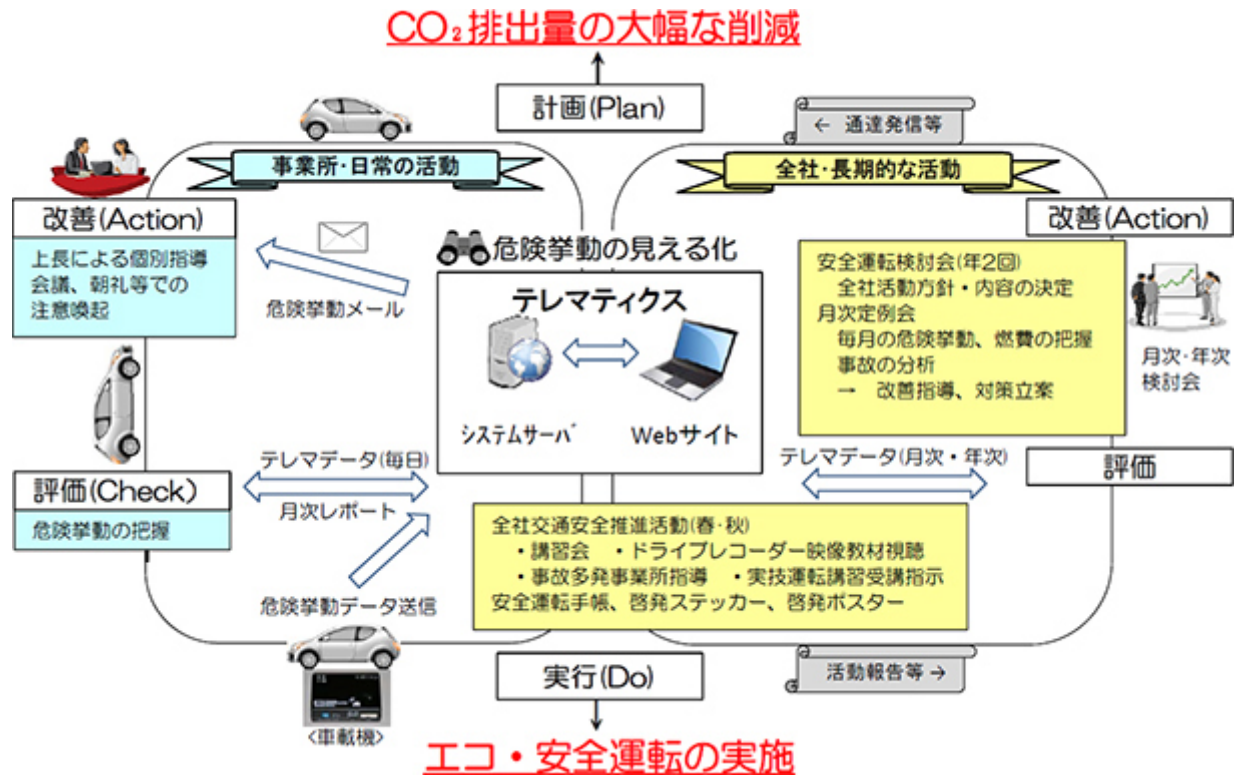 CO₂排出量の大幅な削減
計画(Plan)
← 通達発信等
事業所・日常の活動
全社・長期的な活動
改善(Action)
上長による個別指導
会議、朝礼等での
注意喚起
危険挙動メール
危険挙動の見える化
テレマティクス
システムサーバ
Webサイト
改善(Action)
安全運転検討会(年2回)
全社活動方針・内容の決定
月次定例会
毎月の危険挙動、燃費の把握
事故の分析
→ 改善指導、対策立案
月次・年次
検討会
評価(Check)
危険挙動の把握
テレマデータ(毎日)
月次レポート
テレマデータ(月次・年次)
評価
危険挙動データ送信
全社交通安全推進活動(春・秋)
・講習会 ・ドライブレコーダー映像教材視聴
・事故多発事業所指導 ・実技運転講習受講指示
安全運転手帳、啓発ステッカー、啓発ポスター
<車載機>
実行(Do)
活動報告等→
エコ・安全運転の実施